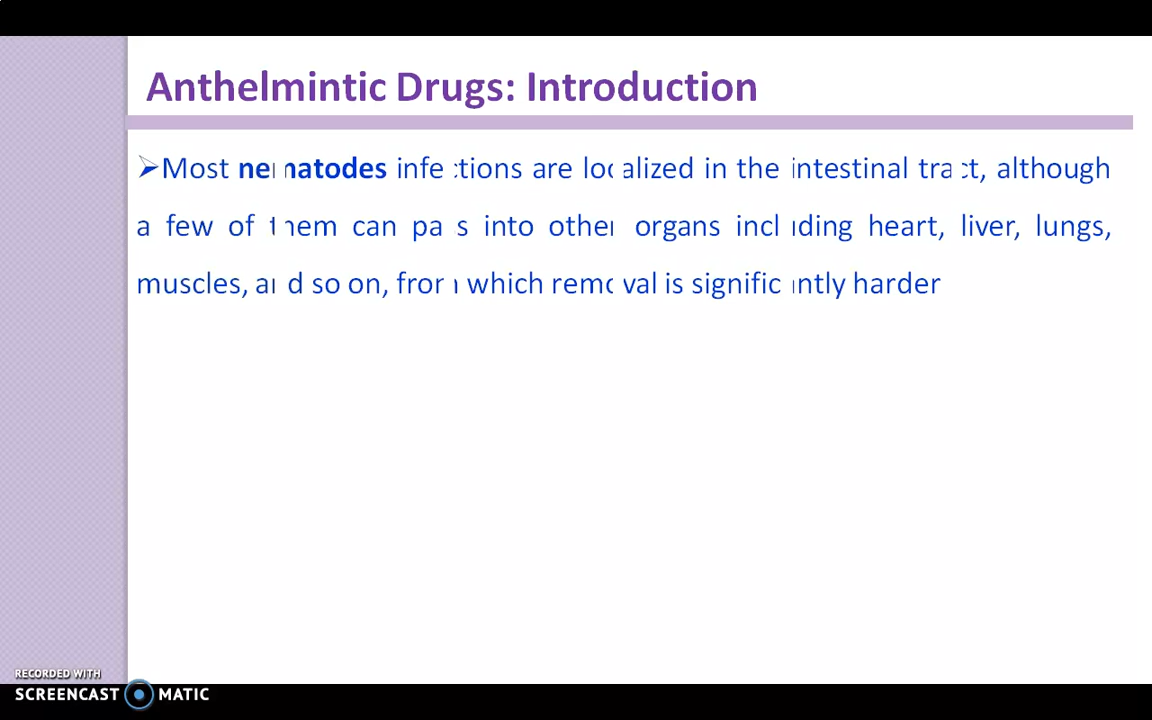 Anthelmintic Drugs: Introduction
➢Most nematodes infections are localized in the intestinal tract, although
a few of them can pass into other organs including heart, liver, lungs,
muscles, and so on, from which removal is significantly harder
RECORDED WITH
SCREENCAST MATIC